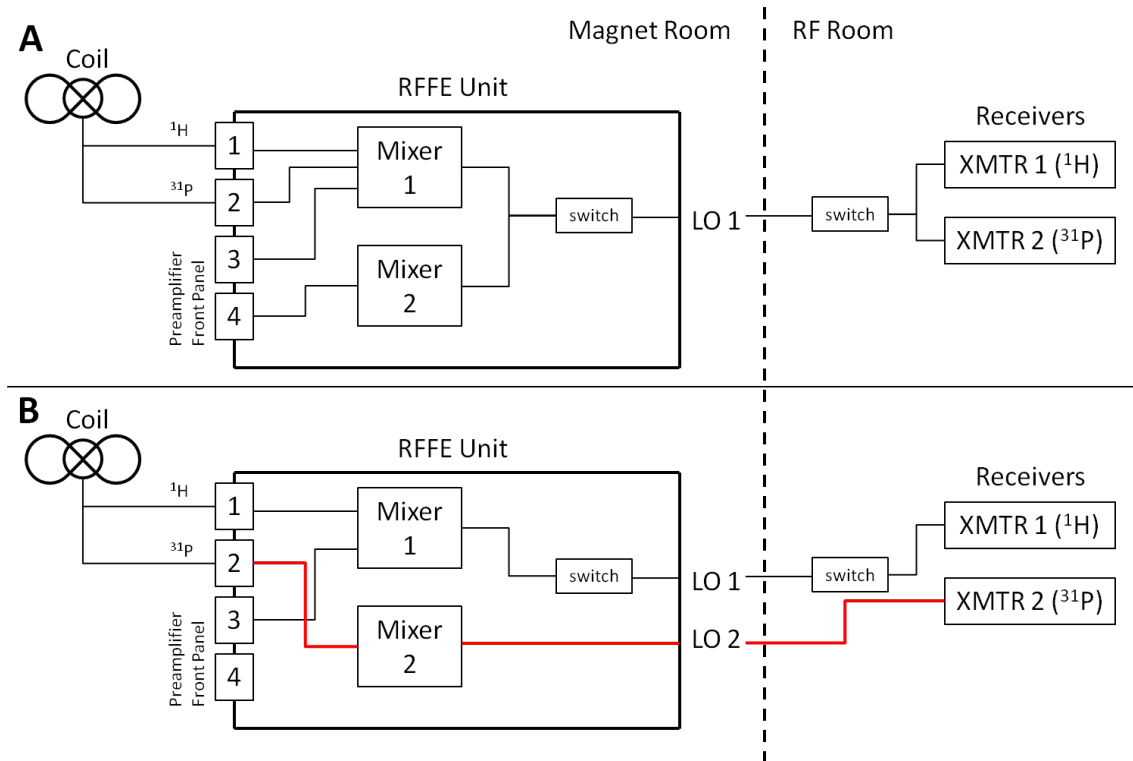 Magnet Room
RF Room
A
Coil
RFFE Unit
Receivers
¹H
³¹P
1
2
3
4
Preamplifier
Front Panel
Mixer
1
Mixer
2
switch
LO 1
switch
XMTR 1 (¹H)
XMTR 2 (³¹P)
B
Coil
RFFE Unit
Receivers
¹H
³¹P
1
2
3
4
Preamplifier
Front Panel
Mixer
1
Mixer
2
switch
LO 1
LO 2
switch
XMTR 1 (¹H)
XMTR 2 (³¹P)